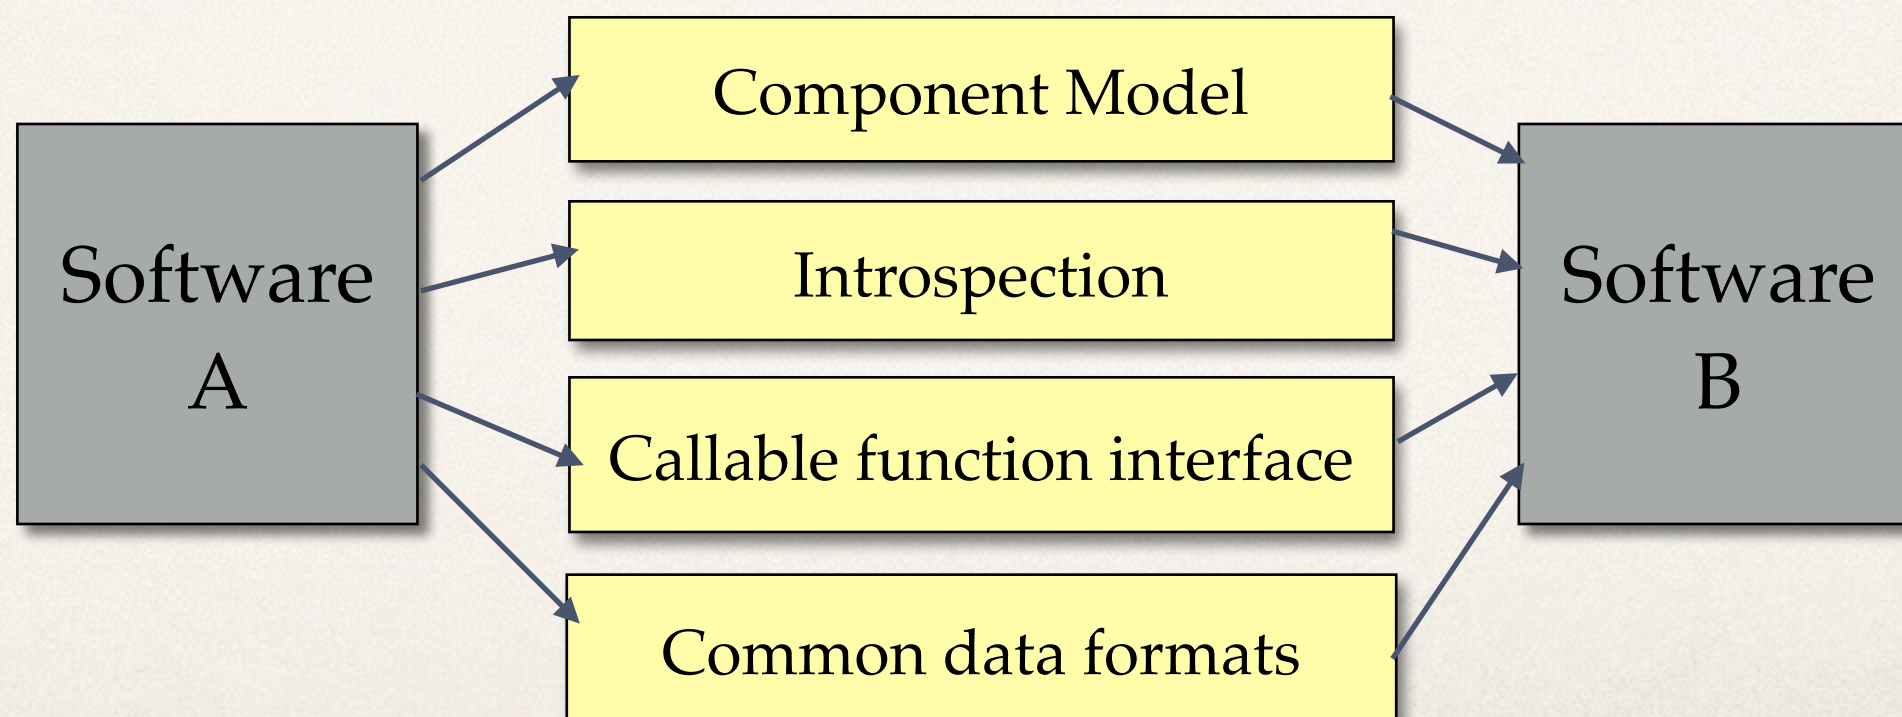 Component Model
Software
A
Introspection
Callable function interface
Common data formats
Software
B